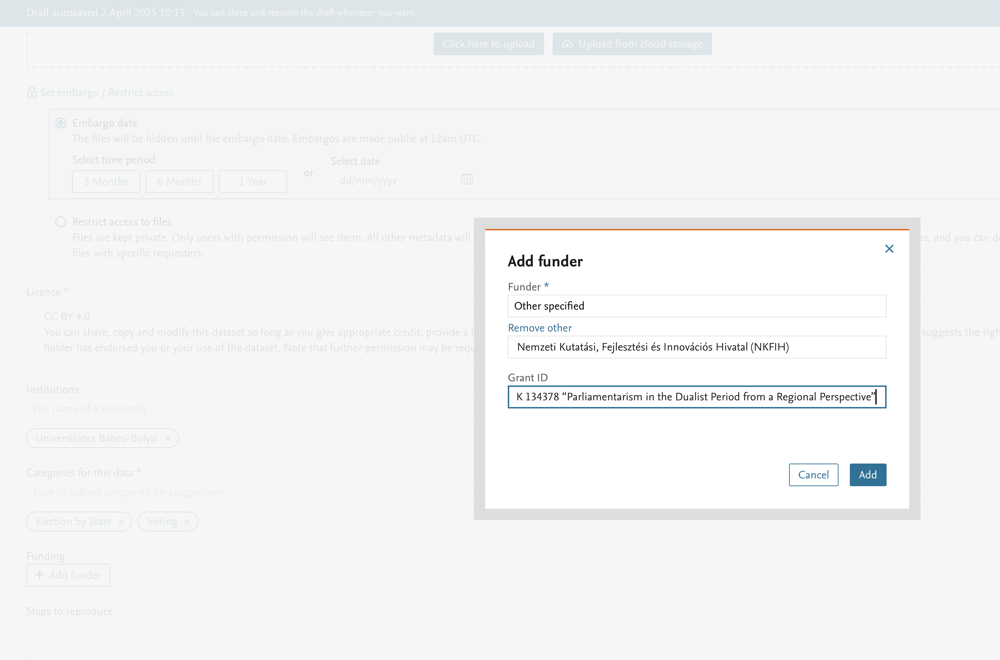 Draft autosaved 2 April 2025 10:13 You can close and resume the draft whenever you want.
Click here to upload Upload from cloud storage
Set embargo / Restrict access
Embargo date
The files will be hidden until the embargo date. Embargos are made public at 12am UTC.
Select time period
Select date
3 Months 6 Months 1 Year or dd/mm/yyyy
Restrict access to files
Files are kept private. Only users with permission will see them. All other metadata will
files, and you can
files with specific requesters.
Licence *
CC BY 4.0
You can share, copy and modify this dataset so long as you give appropriate credit, provide a
suggests the
holder has endorsed you or your use of the dataset. Note that further permission may be
Institutions
The name of a University
Universitatea Babes-Bolyai ×
Categories for this data *
Type in subject categories for suggestions
Election by State × Voting ×
Funding
+ Add funder
Steps to reproduce
Add funder ×
Funder *
Other specified
Remove other
Nemzeti Kutatási, Fejlesztési és Innovációs Hivatal (NKFIH)
Grant ID
K 134378 “Parliamentarism in the Dualist Period from a Regional Perspective”
Cancel Add